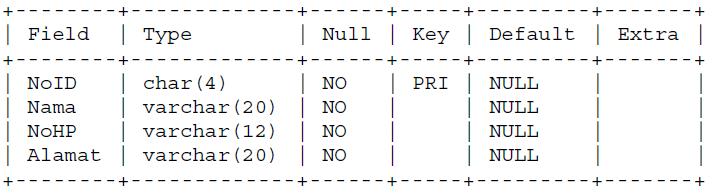 +--------+-------------+------+-----+---------+-------+
| Field  | Type        | Null | Key | Default | Extra |
+--------+-------------+------+-----+---------+-------+
| NoID   | char(4)     | NO   | PRI | NULL    |       |
| Nama   | varchar(20) | NO   |     | NULL    |       |
| NoHP   | varchar(12) | NO   |     | NULL    |       |
| Alamat | varchar(20) | NO   |     | NULL    |       |
+--------+-------------+------+-----+---------+-------+